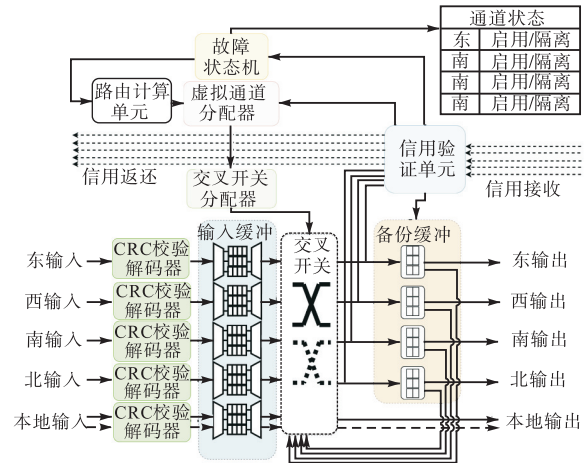 通道状态
东 启用/隔离
南 启用/隔离
南 启用/隔离
南 启用/隔离
故障
状态机
路由计算
单元
虚拟通道
分配器
信用验
证单元
信用返还
信用接收
交叉开关
分配器
输入缓冲
交叉
开关
备份缓冲
东输入
CRC校验
解码器
东输出
西输入
CRC校验
解码器
西输出
南输入
CRC校验
解码器
南输出
北输入
CRC校验
解码器
北输出
本地输入
CRC校验
解码器
本地输出